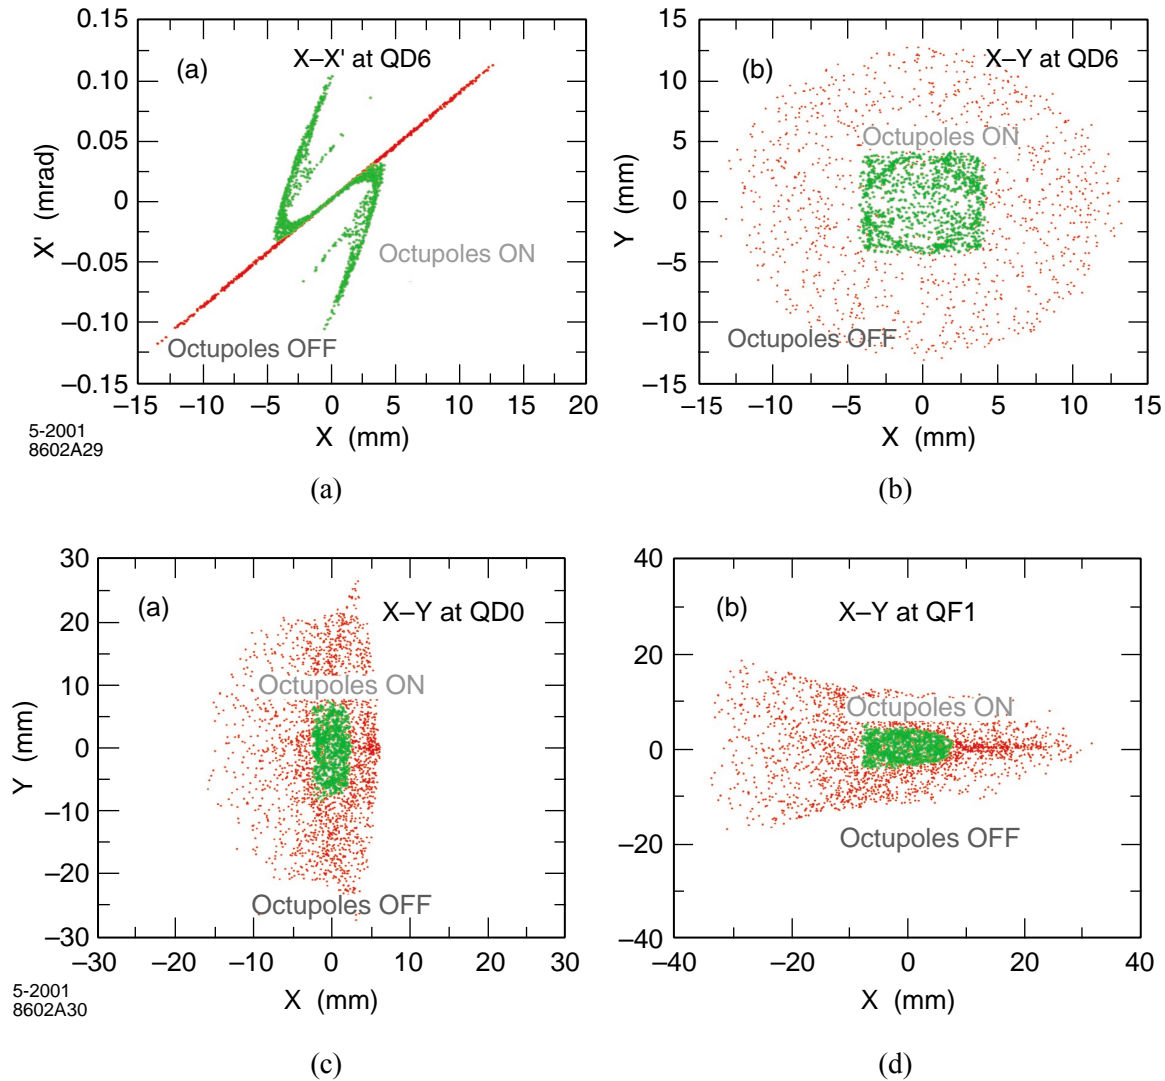 0.15
0.10
0.05
0
−0.05
−0.10
−0.15
X' (mrad)
(a)
X–X' at QD6
Octupoles ON
Octupoles OFF
−15 −10 −5 0 5 10 15 20
X (mm)
5-2001
8602A29
(a)
15
10
5
0
−5
−10
15
Y (mm)
(b)
X–Y at QD6
Octupoles ON
Octupoles OFF
−15 −10 −5 0 5 10 15
X (mm)
(b)
30
20
10
0
−10
−20
−30
Y (mm)
(a)
X–Y at QD0
Octupoles ON
Octupoles OFF
−30 −20 −10 0 10 20 30
X (mm)
5-2001
8602A30
(c)
40
20
0
−20
−40
(b)
X–Y at QF1
Octupoles ON
Octupoles OFF
−40 −20 0 20 40
X (mm)
(d)